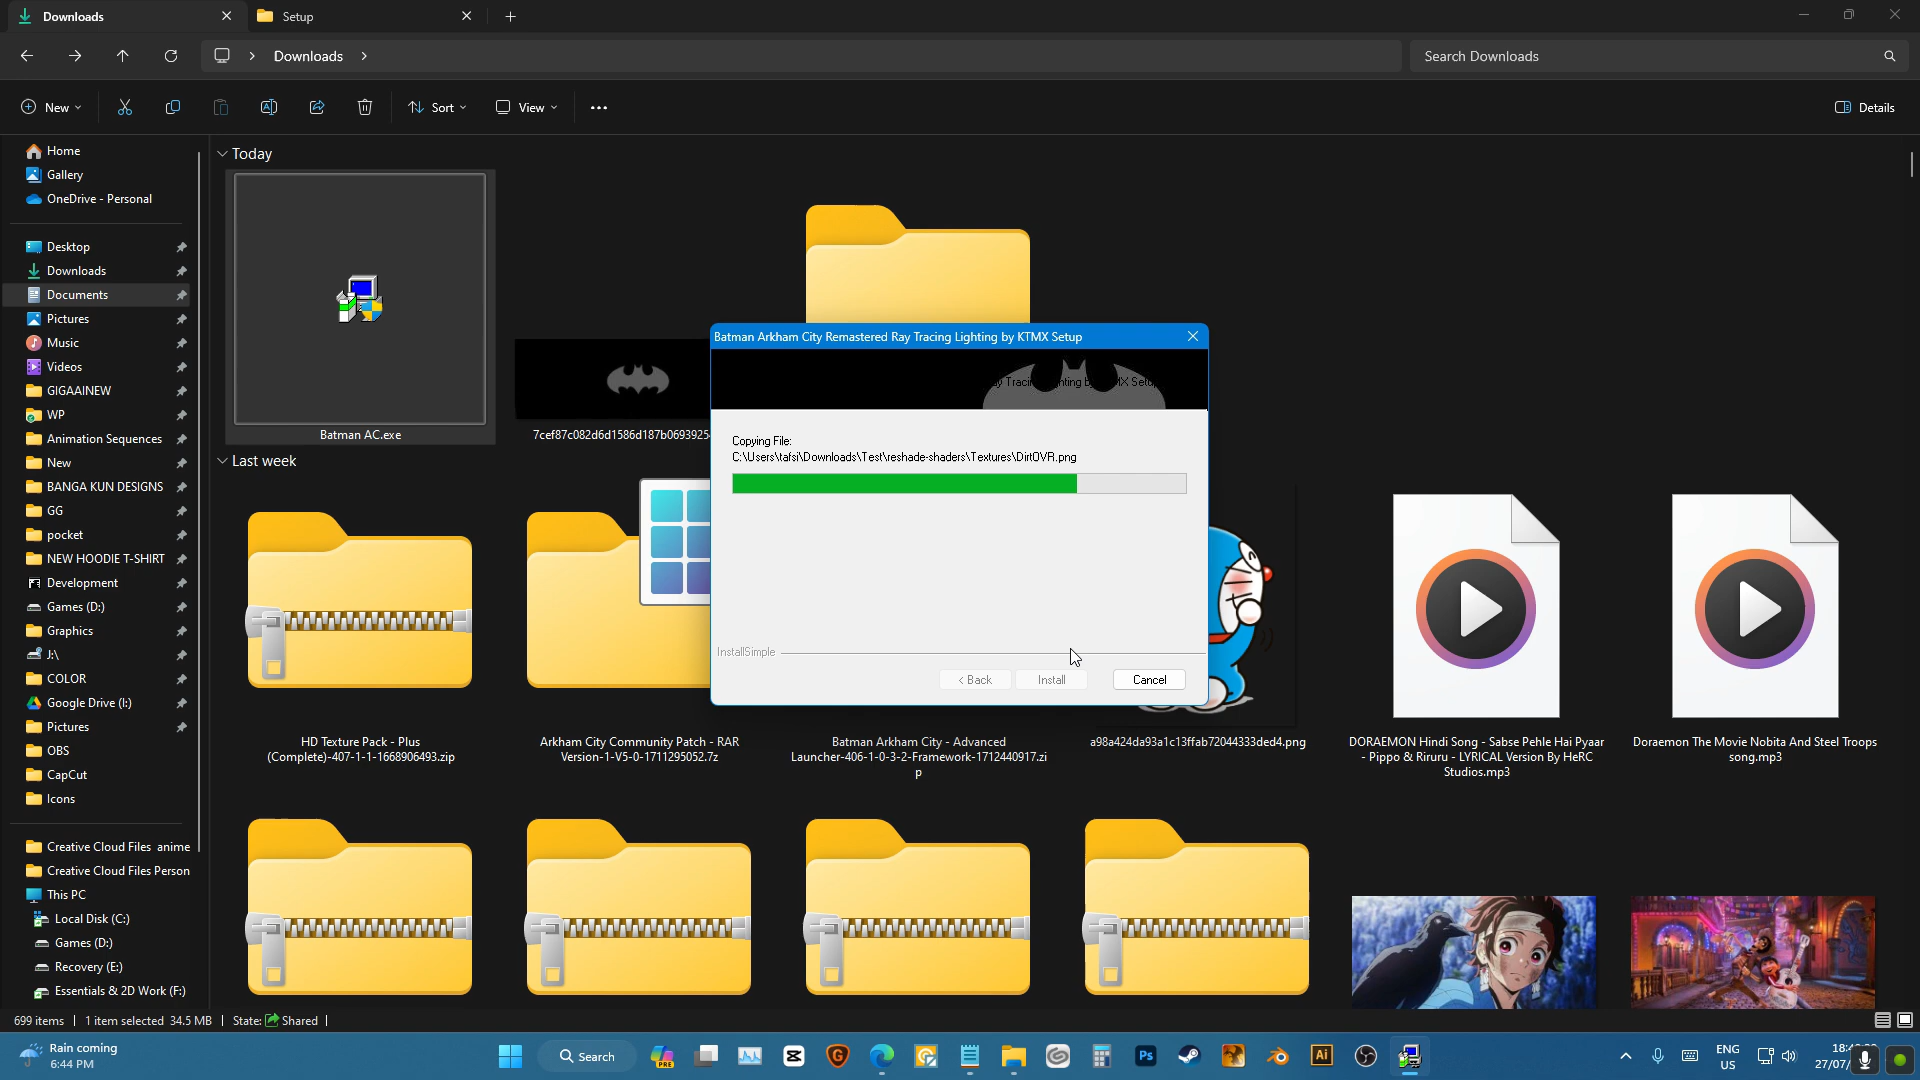 Downloads
Setup
Downloads
Search Downloads
New
Sort
View
Details
Home
Gallery
OneDrive - Personal
Desktop
Downloads
Documents
Pictures
Music
Videos
GIGAAINEW
WP
Animation Sequences
New
BANGA KUN DESIGNS
GG
pocket
NEW HOODIE T-SHIRT
Development
Games (D:)
Graphics
J:\
COLOR
Google Drive (I:)
Pictures
OBS
CapCut
Icons
Creative Cloud Files anime
Creative Cloud Files Person
This PC
Local Disk (C:)
Games (D:)
Recovery (E:)
Essentials & 2D Work (F:)
Today
Batman AC.exe
7cef87c082d6d1586d187b0693925
Last week
Batman Arkham City Remastered Ray Tracing Lighting by KTMX Setup
Copying File:
C:\Users\tafsi\Downloads\Test\reshade-shaders\Textures\DirtOVR.png
InstallSimple
< Back
Install
Cancel
HD Texture Pack - Plus
(Complete)-407-1-1-1668906493.zip
Arkham City Community Patch - RAR
Version-1-V5-0-1711295052.7z
Batman Arkham City - Advanced
Launcher-406-1-0-3-2-Framework-1712440917.zi
p
a98a424da93a1c13ffab72044333ded4.png
DORAEMON Hindi Song - Sabse Pehle Hai Pyaar
- Pippo & Riruru - LYRICAL Version By HeRC
Studios.mp3
Doraemon The Movie Nobita And Steel Troops
song.mp3
699 items
1 item selected 34.5 MB
State: Shared
Rain coming
6:44 PM
Search
PRE
Ps
Ai
ENG
US
27/07/